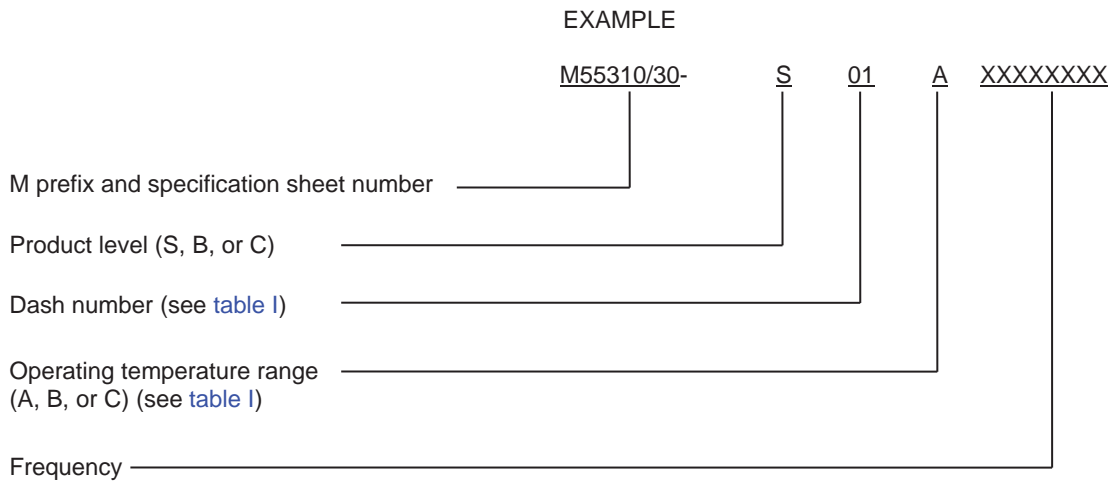 EXAMPLE
M55310/30- S 01 A XXXXXXXX
M prefix and specification sheet number
Product level (S, B, or C)
Dash number (see table I)
Operating temperature range
(A, B, or C) (see table I)
Frequency